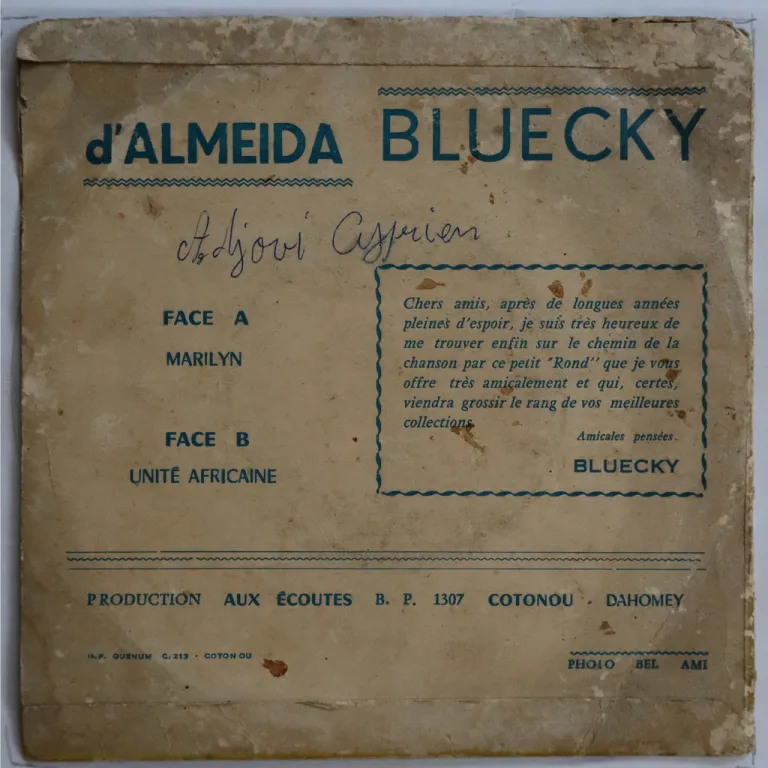 d'ALMEIDA BLUECKY
Adjovi Cyprien
FACE A
MARILYN
FACE B
UNITÉ AFRICAINE
Chers amis, après de longues années
pleines d'espoir, je suis très heureux de
me trouver enfin sur le chemin de la
chanson par ce petit "Rond" que je vous
offre très amicalement et qui, certes,
viendra grossir le rang de vos meilleures
collections.
Amicales pensées.
BLUECKY
PRODUCTION AUX ÉCOUTES B. P. 1307 COTONOU - DAHOMEY
IMP. QUENUM C. 213 - COTONOU
PHOTO BEL AMI